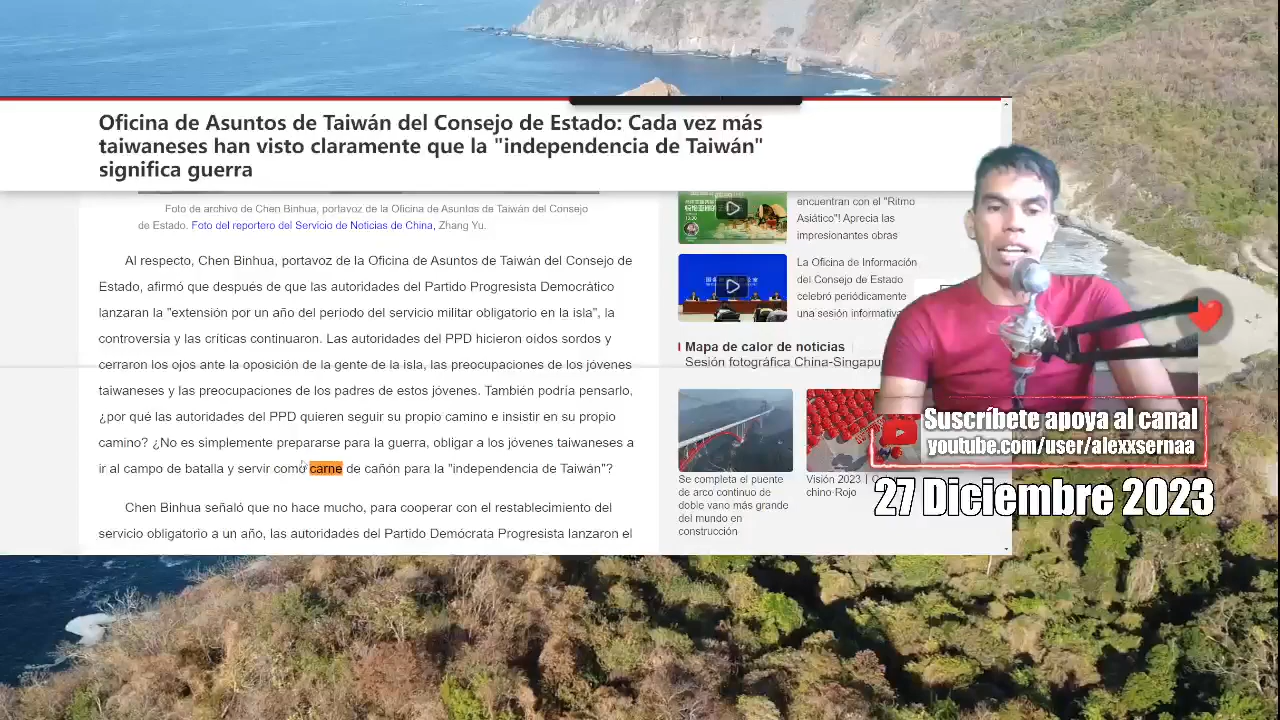 Oficina de Asuntos de Taiwán del Consejo de Estado: Cada vez más
taiwaneses han visto claramente que la "independencia de Taiwán"
significa guerra
Foto de archivo de Chen Binhua, portavoz de la Oficina de Asuntos de Taiwán del Consejo
de Estado. Foto del reportero del Servicio de Noticias de China, Zhang Yu.
Al respecto, Chen Binhua, portavoz de la Oficina de Asuntos de Taiwán del Consejo de
Estado, afirmó que después de que las autoridades del Partido Progresista Democrático
lanzaran la "extensión por un año del período del servicio militar obligatorio en la isla", la
controversia y las críticas continuaron. Las autoridades del PPD hicieron oídos sordos y
cerraron los ojos ante la oposición de la gente de la isla, las preocupaciones de los jóvenes
taiwaneses y las preocupaciones de los padres de estos jóvenes. También podría pensarlo,
¿por qué las autoridades del PPD quieren seguir su propio camino e insistir en su propio
camino? ¿No es simplemente prepararse para la guerra, obligar a los jóvenes taiwaneses a
ir al campo de batalla y servir como carne de cañón para la "independencia de Taiwán"?
Chen Binhua señaló que no hace mucho, para cooperar con el restablecimiento del
servicio obligatorio a un año, las autoridades del Partido Demócrata Progresista lanzaron el
encuentran con el "Ritmo
Asiático"! Aprecia las
impresionantes obras
La Oficina de Información
del Consejo de Estado
celebró periódicamente
una sesión informativa
Mapa de calor de noticias
Sesión fotográfica China-Singapu
Se completa el puente
de arco continuo de
doble vano más grande
del mundo en
construcción
Visión 2023 |
chino-Rojo
Suscríbete apoya al canal
youtube.com/user/alexxsernaa
27 Diciembre 2023